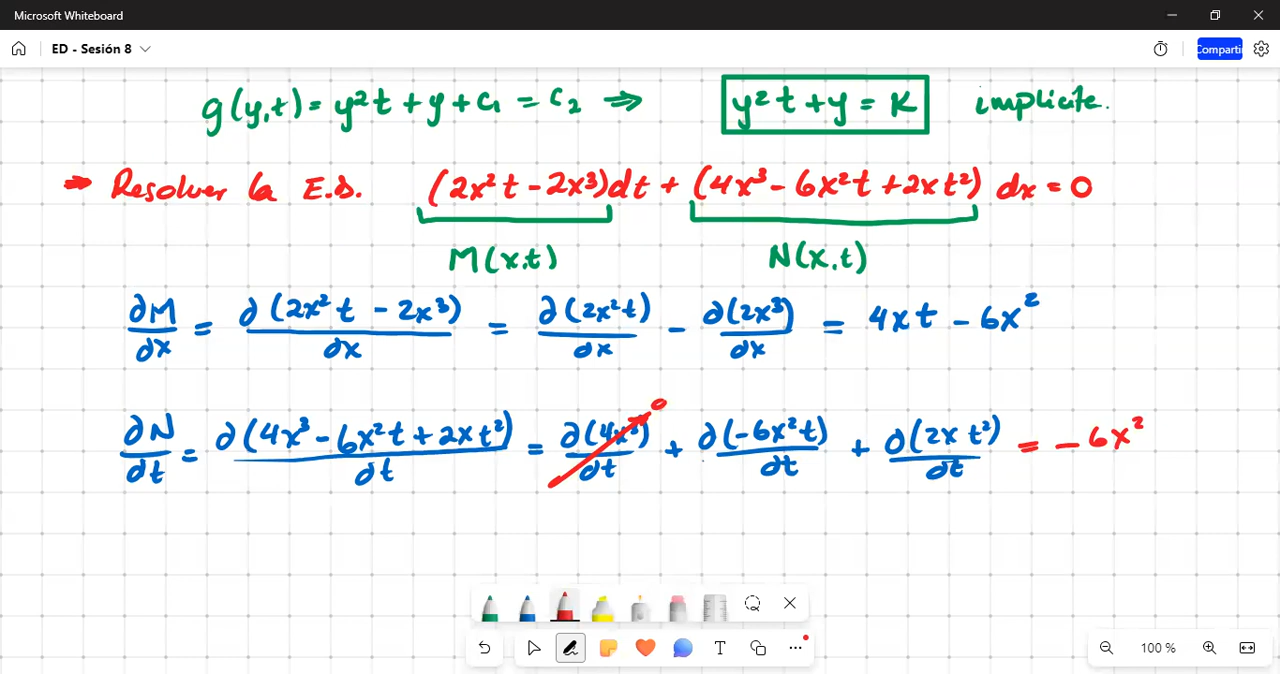 Microsoft Whiteboard
ED - Sesión 8
Comparti
g(y,t) = y²t + y + C₁ = C₂ ⇒ y²t + y = K implicite.
➡ Resolver la E.D. (2x²t - 2x³)dt + (4x³ - 6x²t + 2xt²) dx = 0
M(x,t) N(x,t)
∂M/∂x = ∂(2x²t - 2x³)/∂x = ∂(2x²t)/∂x - ∂(2x³)/∂x = 4xt - 6x²
∂N/∂t = ∂(4x³ - 6x²t + 2xt²)/∂t = ∂(4x³)/∂t 0 + ∂(-6x²t)/∂t + ∂(2xt²)/∂t = -6x²
100 %